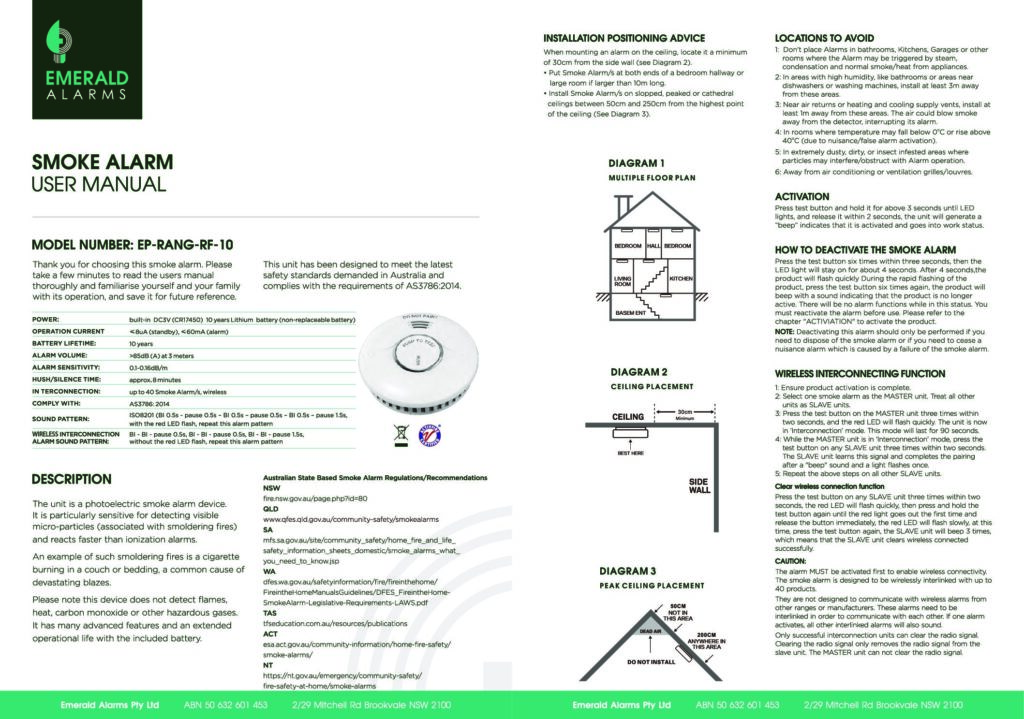 EMERALD
ALARMS
SMOKE ALARM
USER MANUAL
MODEL NUMBER: EP-RANG-RF-10
Thank you for choosing this smoke alarm. Please
take a few minutes to read the users manual
thoroughly and familiarise yourself and your family
with its operation, and save it for future reference.
This unit has been designed to meet the latest
safety standards demanded in Australia and
complies with the requirements of AS3786:2014.
POWER: built-in DC3V (CR17450) 10 years Lithium battery (non-replaceable battery)
OPERATION CURRENT <8uA (standby), <60mA (alarm)
BATTERY LIFETIME: 10 years
ALARM VOLUME: >85dB (A) at 3 meters
ALARM SENSITIVITY: 0.1-0.16dB/m
HUSH/SILENCE TIME: approx. 8 minutes
IN TERCONNECTION: up to 40 Smoke Alarm/s, wireless
COMPLY WITH: AS3786: 2014
SOUND PATTERN: ISO8201 (BI 0.5s - pause 0.5s – BI 0.5s – pause 0.5s – BI 0.5s – pause 1.5s,
with the red LED flash, repeat this alarm pattern
WIRELESS INTERCONNECTION
ALARM SOUND PATTERN: BI - BI - pause 0.5s, BI - BI - pause 0.5s, BI - BI - pause 1.5s,
without the red LED flash, repeat this alarm pattern
DO NOT PAINT
PUSH TO TEST
DESCRIPTION
The unit is a photoelectric smoke alarm device.
It is particularly sensitive for detecting visible
micro-particles (associated with smoldering fires)
and reacts faster than ionization alarms.
An example of such smoldering fires is a cigarette
burning in a couch or bedding, a common cause of
devastating blazes.
Please note this device does not detect flames,
heat, carbon monoxide or other hazardous gases.
It has many advanced features and an extended
operational life with the included battery.
Australian State Based Smoke Alarm Regulations/Recommendations
NSW
fire.nsw.gov.au/page.php?id=80
QLD
www.qfes.qld.gov.au/community-safety/smokealarms
SA
mfs.sa.gov.au/site/community_safety/home_fire_and_life_
safety_information_sheets_domestic/smoke_alarms_what_
you_need_to_know.jsp
WA
dfes.wa.gov.au/safetyinformation/fire/fireinthehome/
FireintheHomeManualsGuidelines/DFES_FireintheHome-
SmokeAlarm-Legislative-Requirements-LAWS.pdf
TAS
tfseducation.com.au/resources/publications
ACT
esa.act.gov.au/community-information/home-fire-safety/
smoke-alarms/
NT
https://nt.gov.au/emergency/community-safety/
fire-safety-at-home/smoke-alarms
Emerald Alarms Pty Ltd ABN 50 632 601 453 2/29 Mitchell Rd Brookvale NSW 2100
INSTALLATION POSITIONING ADVICE
When mounting an alarm on the ceiling, locate it a minimum
of 30cm from the side wall (see Diagram 2).
• Put Smoke Alarm/s at both ends of a bedroom hallway or
large room if larger than 10m long.
• Install Smoke Alarm/s on slopped, peaked or cathedral
ceilings between 50cm and 250cm from the highest point
of the ceiling (See Diagram 3).
DIAGRAM 1
MULTIPLE FLOOR PLAN
BEDROOM HALL BEDROOM
LIVING
ROOM
KITCHEN
BASEM ENT
DIAGRAM 2
CEILING PLACEMENT
CEILING
30cm
Minimum
BEST HERE
SIDE
WALL
DIAGRAM 3
PEAK CEILING PLACEMENT
50CM
NOT IN
THIS AREA
DEAD AIR
250CM
ANYWHERE IN
THIS AREA
DO NOT INSTALL
LOCATIONS TO AVOID
1: Don't place Alarms in bathrooms, Kitchens, Garages or other
rooms where the Alarm may be triggered by steam,
condensation and normal smoke/heat from appliances.
2: In areas with high humidity, like bathrooms or areas near
dishwashers or washing machines, install at least 3m away
from these areas.
3: Near air returns or heating and cooling supply vents, install at
least 1m away from these areas. The air could blow smoke
away from the detector, interrupting its alarm.
4: In rooms where temperature may fall below 0°C or rise above
40°C (due to nuisance/false alarm activation).
5: In extremely dusty, dirty, or insect infested areas where
particles may interfere/obstruct with Alarm operation.
6: Away from air conditioning or ventilation grilles/louvres.
ACTIVATION
Press test button and hold it for above 3 seconds until LED
lights, and release it within 2 seconds, the unit will generate a
"beep" indicates that it is activated and goes into work status.
HOW TO DEACTIVATE THE SMOKE ALARM
Press the test button six times within three seconds, then the
LED light will stay on for about 4 seconds. After 4 seconds,the
product will flash quickly During the rapid flashing of the
product, press the test button six times again, the product will
beep with a sound indicating that the product is no longer
active. There will be no alarm functions while in this status. You
must reactivate the alarm before use. Please refer to the
chapter "ACTIVIATION" to activate the product.
NOTE: Deactivating this alarm should only be performed if you
need to dispose of the smoke alarm or if you need to cease a
nuisance alarm which is caused by a failure of the smoke alarm.
WIRELESS INTERCONNECTING FUNCTION
1: Ensure product activation is complete.
2: Select one smoke alarm as the MASTER unit. Treat all other
units as SLAVE units.
3: Press the test button on the MASTER unit three times within
two seconds, and the red LED will flash quickly. The unit is now
in 'Interconnection' mode. This mode will last for 90 seconds.
4: While the MASTER unit is in 'Interconnection' mode, press the
test button on any SLAVE unit three times within two seconds.
The SLAVE unit learns this signal and completes the pairing
after a "beep" sound and a light flashes once.
5: Repeat the above steps on all other SLAVE units.
Clear wireless connection function
Press the test button on any SLAVE unit three times within two
seconds, the red LED will flash quickly, then press and hold the
test button again until the red light goes out the first time and
release the button immediately, the red LED will flash slowly, at this
time, press the test button again, the SLAVE unit will beep 3 times,
which means that the SLAVE unit clears wireless connected
successfully.
CAUTION:
The alarm MUST be activated first to enable wireless connectivity.
The smoke alarm is designed to be wirelessly interlinked with up to
40 products.
They are not designed to communicate with wireless alarms from
other ranges or manufacturers. These alarms need to be
interlinked in order to communicate with each other. If one alarm
activates, all other interlinked alarms will also sound.
Only successful interconnection units can clear the radio signal.
Clearing the radio signal only removes the radio signal from the
slave unit. The MASTER unit can not clear the radio signal.
Emerald Alarms Pty Ltd ABN 50 632 601 453 2/29 Mitchell Rd Brookvale NSW 2100